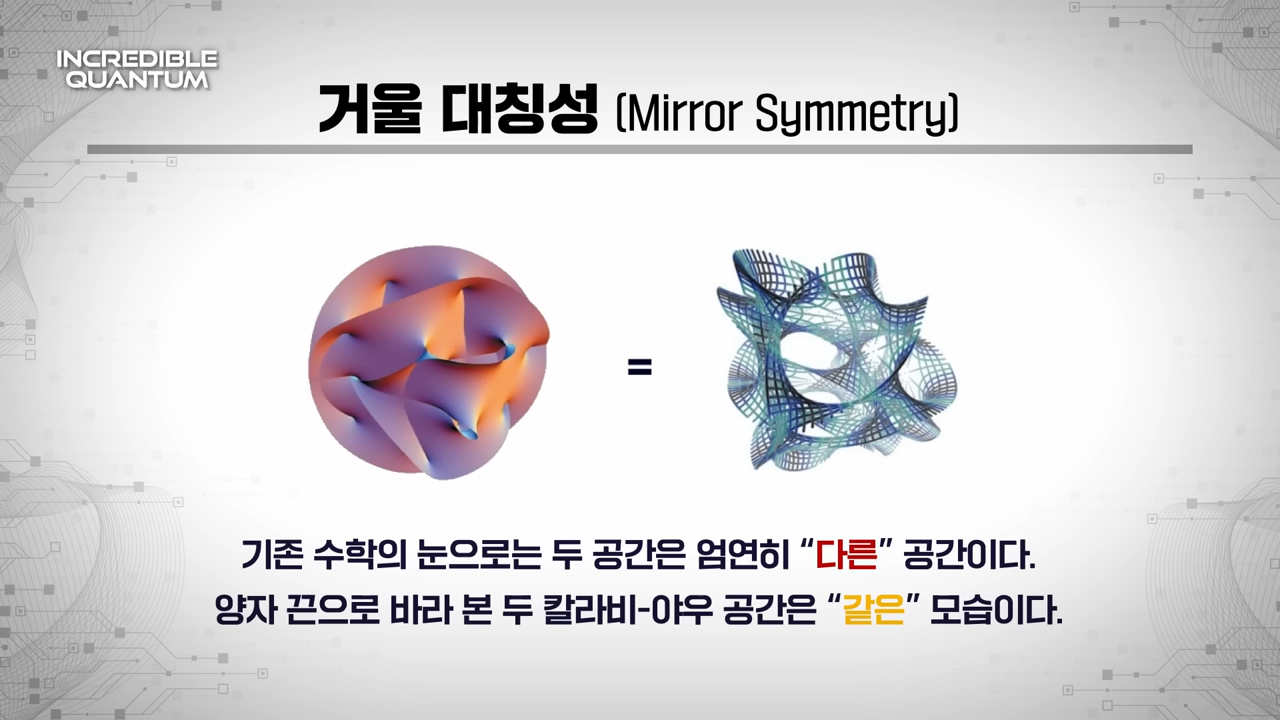 INCREDIBLE
QUANTUM
거울 대칭성 (Mirror Symmetry)
=
기존 수학의 눈으로는 두 공간은 엄연히 “다른” 공간이다.
양자 끈으로 바라 본 두 칼라비-야우 공간은 “같은” 모습이다.